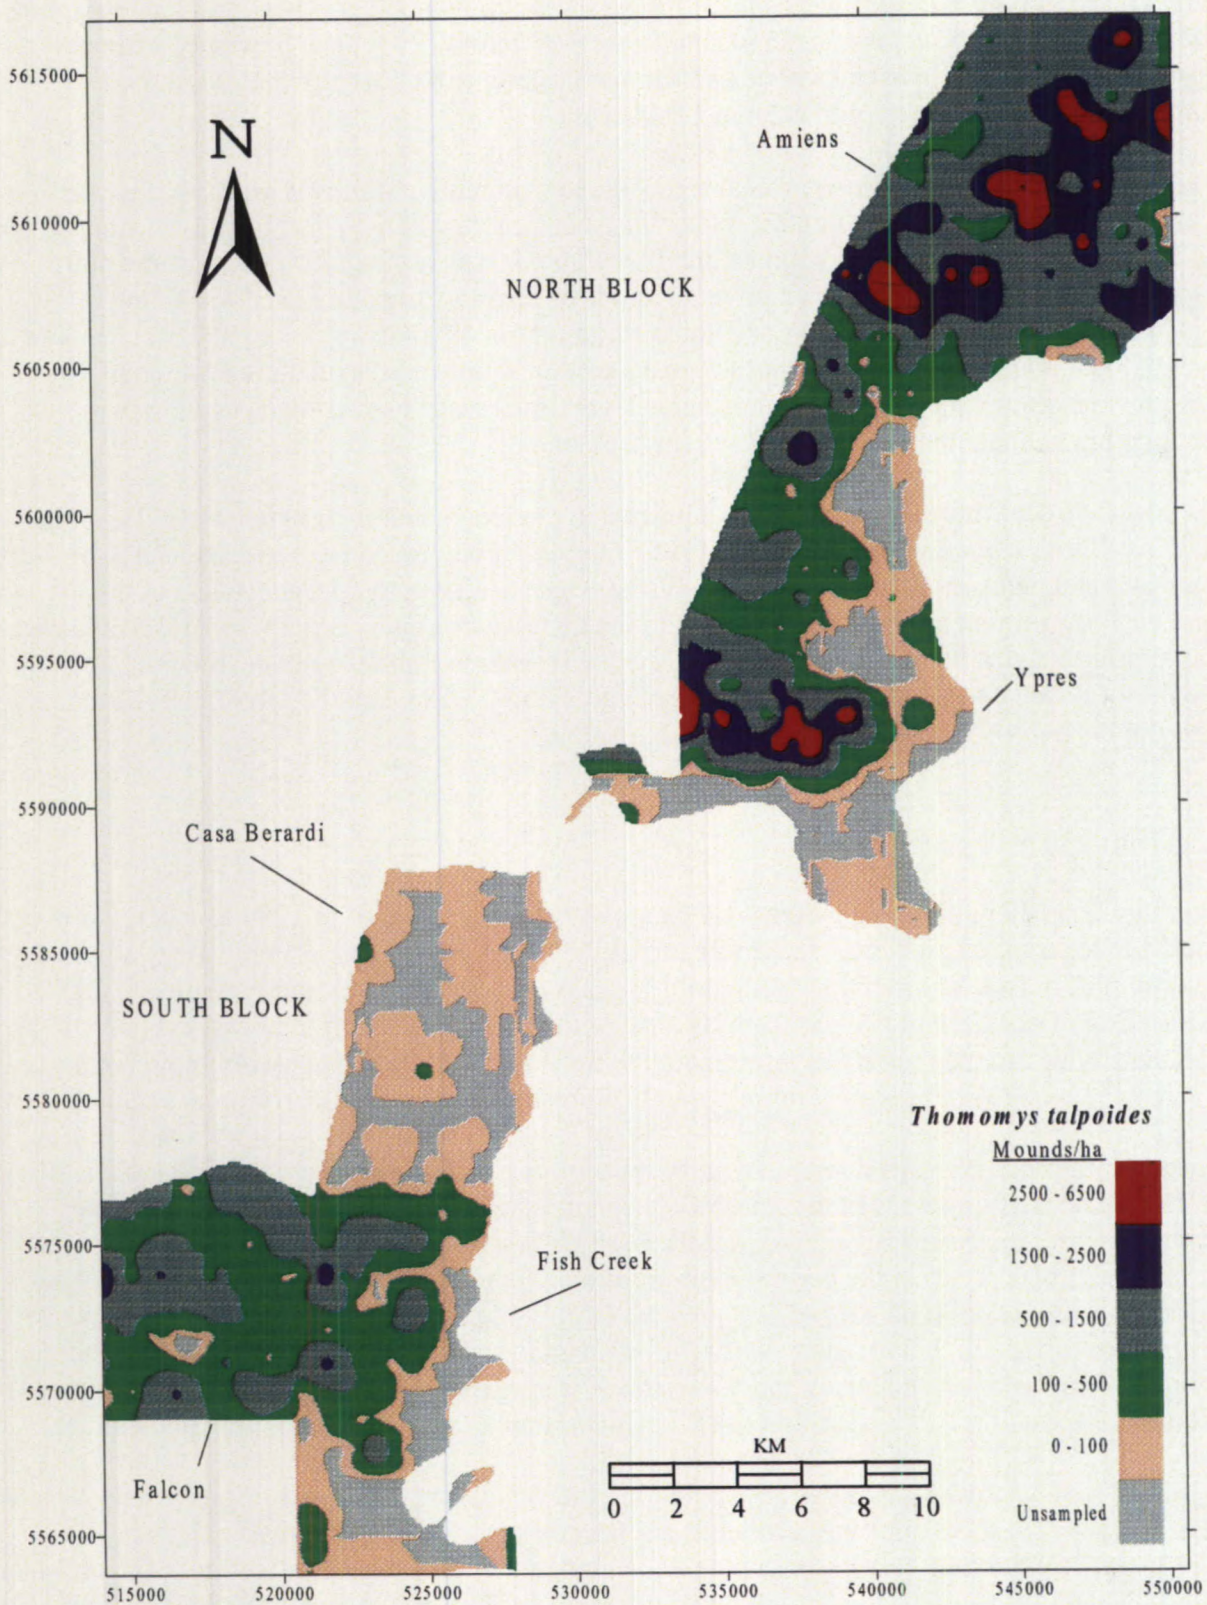 5615000
N
Amiens
5610000
NORTH BLOCK
5605000
5600000
5595000
Ypres
5590000
Casa Berardi
5585000
SOUTH BLOCK
5580000
Thomomys talpoides
Mounds/ha
2500 - 6500
1500 - 2500
500 - 1500
100 - 500
0 - 100
Unsampled
5575000
Fish Creek
5570000
Falcon
KM
0 2 4 6 8 10
5565000
515000 520000 525000 530000 535000 540000 545000 550000